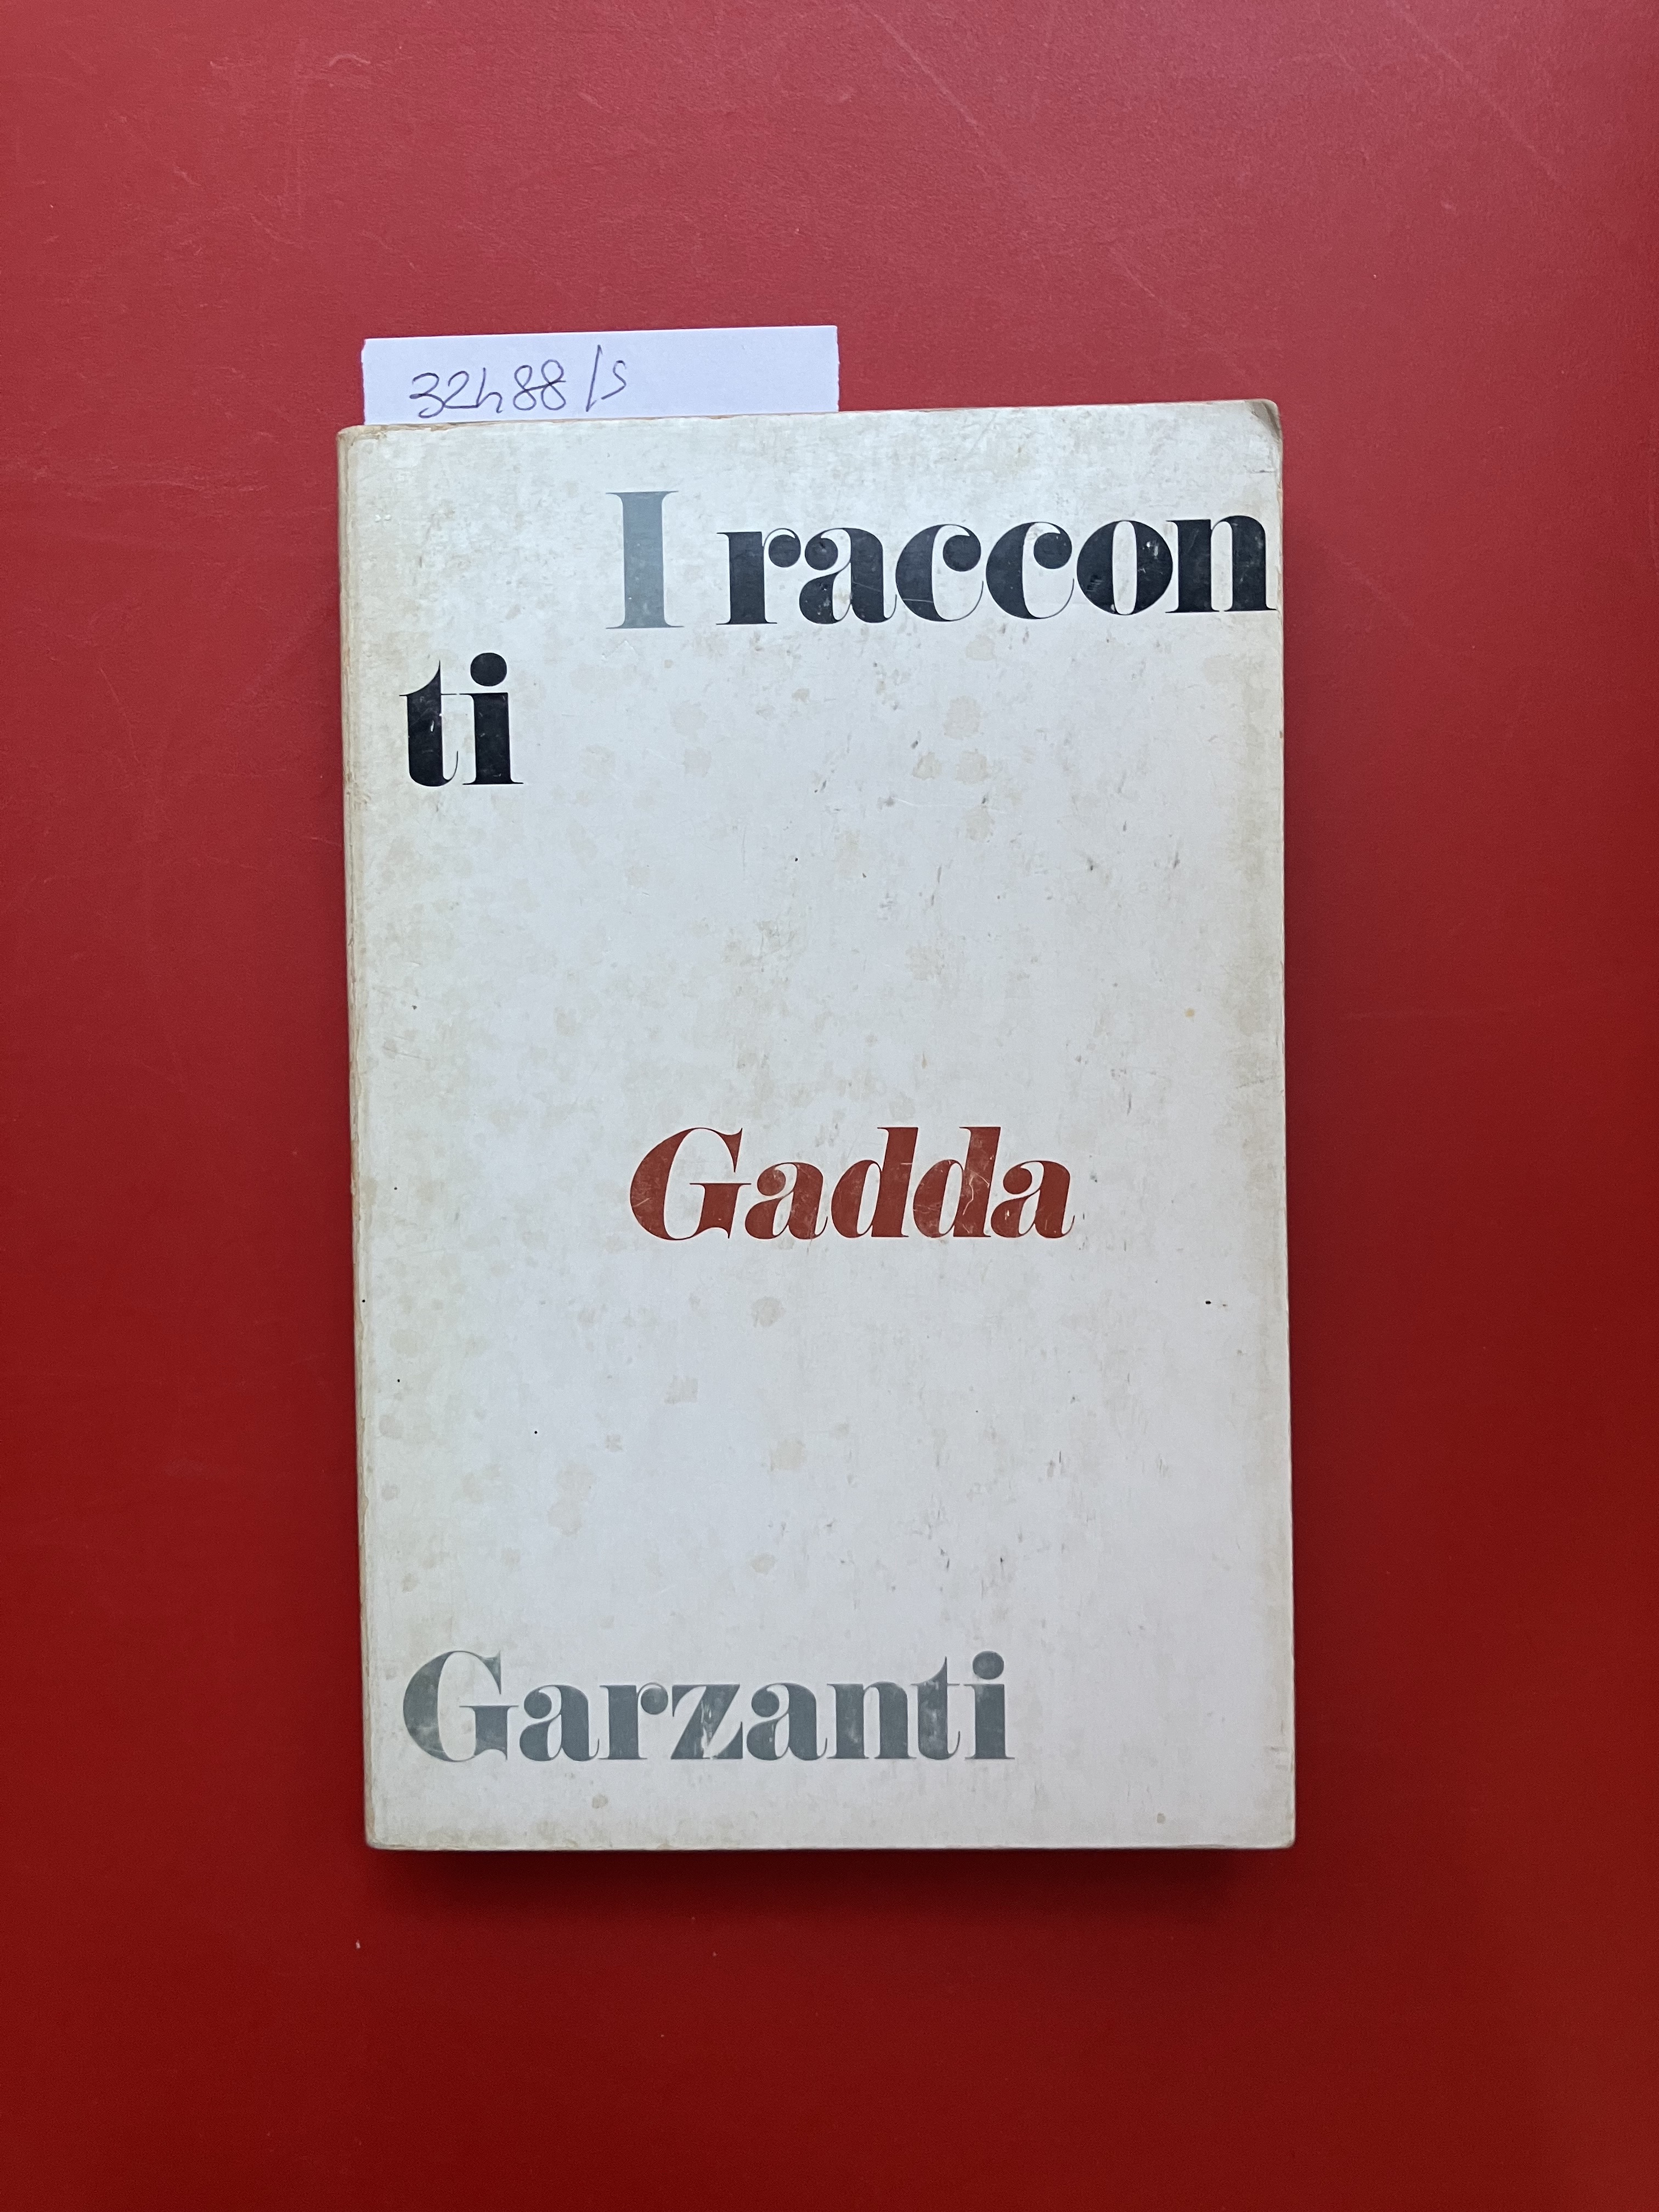 32488/S
I raccon
ti
Gadda
Garzanti